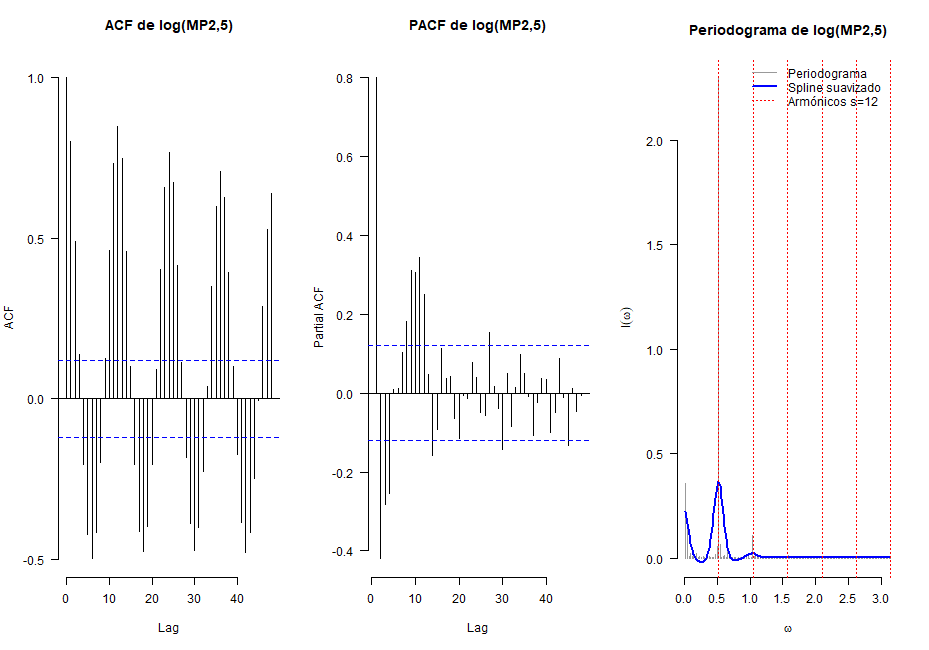 ACF de log(MP2,5)
ACF
1.0
0.5
0.0
-0.5
0
10
20
30
40
Lag
PACF de log(MP2,5)
Partial ACF
0.8
0.6
0.4
0.2
0.0
-0.2
-0.4
0
10
20
30
40
Lag
Periodograma de log(MP2,5)
Periodograma
Spline suavizado
Armónicos s=12
I(ω)
2.0
1.5
1.0
0.5
0.0
0.0
0.5
1.0
1.5
2.0
2.5
3.0
ω